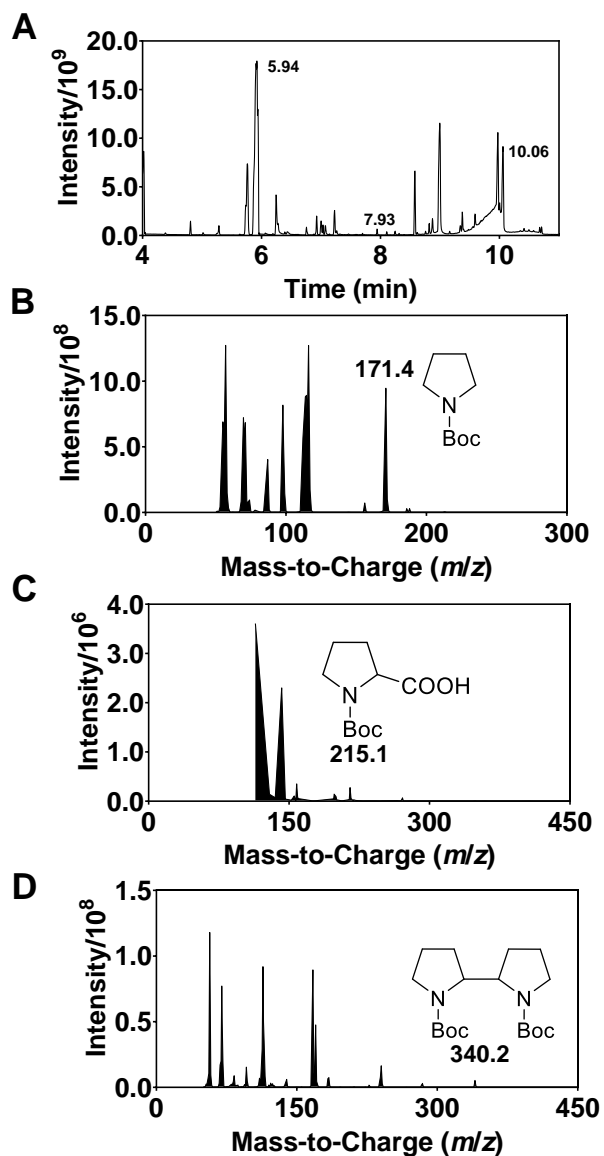 A
Intensity/10⁹
20.0
15.0
10.0
5.0
0.0
5.94
7.93
10.06
4
6
8
10
Time (min)
B
Intensity/10⁸
15.0
10.0
5.0
0.0
171.4
N
Boc
0
100
200
300
Mass-to-Charge (m/z)
C
Intensity/10⁶
4.0
3.0
2.0
1.0
0.0
N
COOH
Boc
215.1
0
150
300
450
Mass-to-Charge (m/z)
D
Intensity/10⁸
1.5
1.0
0.5
0.0
N
N
Boc
Boc
340.2
0
150
300
450
Mass-to-Charge (m/z)